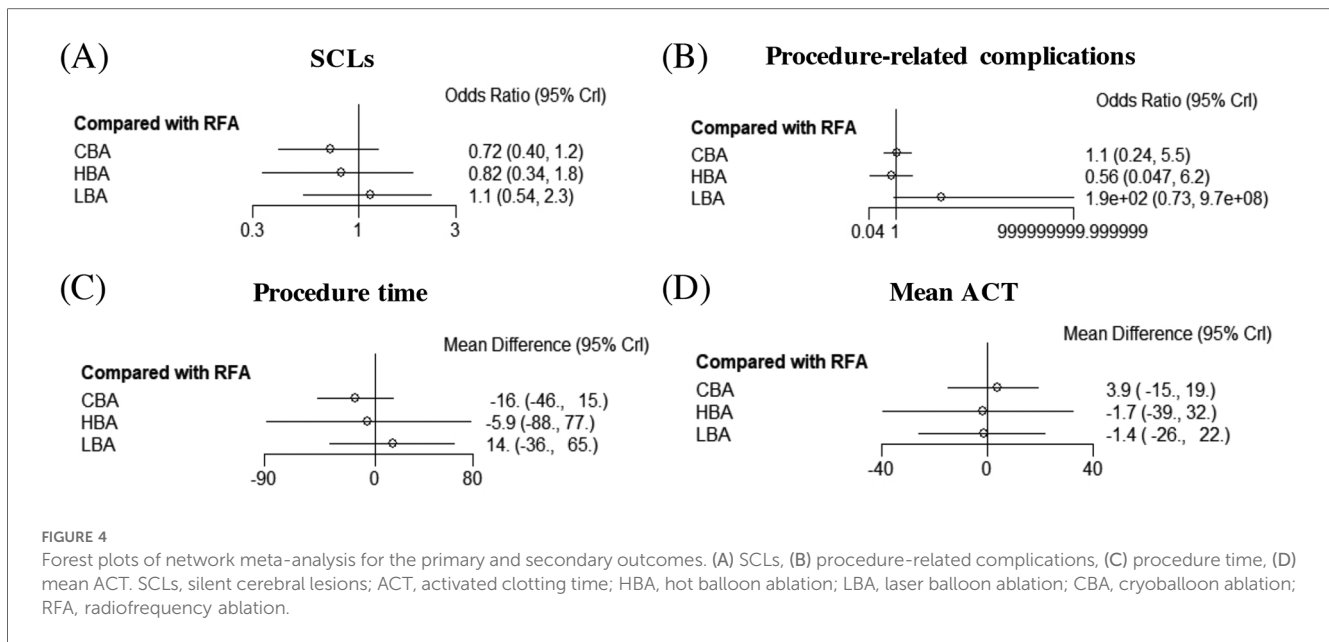 (A) SCLs
Odds Ratio (95% CrI)
Compared with RFA
CBA 0.72 (0.40, 1.2)
HBA 0.82 (0.34, 1.8)
LBA 1.1 (0.54, 2.3)
0.3 1 3
(B) Procedure-related complications
Odds Ratio (95% CrI)
Compared with RFA
CBA 1.1 (0.24, 5.5)
HBA 0.56 (0.047, 6.2)
LBA 1.9e+02 (0.73, 9.7e+08)
0.04 1 999999999.999999
(C) Procedure time
Mean Difference (95% CrI)
Compared with RFA
CBA -16. (-46., 15.)
HBA -5.9 (-88., 77.)
LBA 14. (-36., 65.)
-90 0 80
(D) Mean ACT
Mean Difference (95% CrI)
Compared with RFA
CBA 3.9 ( -15., 19.)
HBA -1.7 (-39., 32.)
LBA -1.4 ( -26., 22.)
-40 0 40
FIGURE 4
Forest plots of network meta-analysis for the primary and secondary outcomes. (A) SCLs, (B) procedure-related complications, (C) procedure time, (D)
mean ACT. SCLs, silent cerebral lesions; ACT, activated clotting time; HBA, hot balloon ablation; LBA, laser balloon ablation; CBA, cryoballoon ablation;
RFA, radiofrequency ablation.